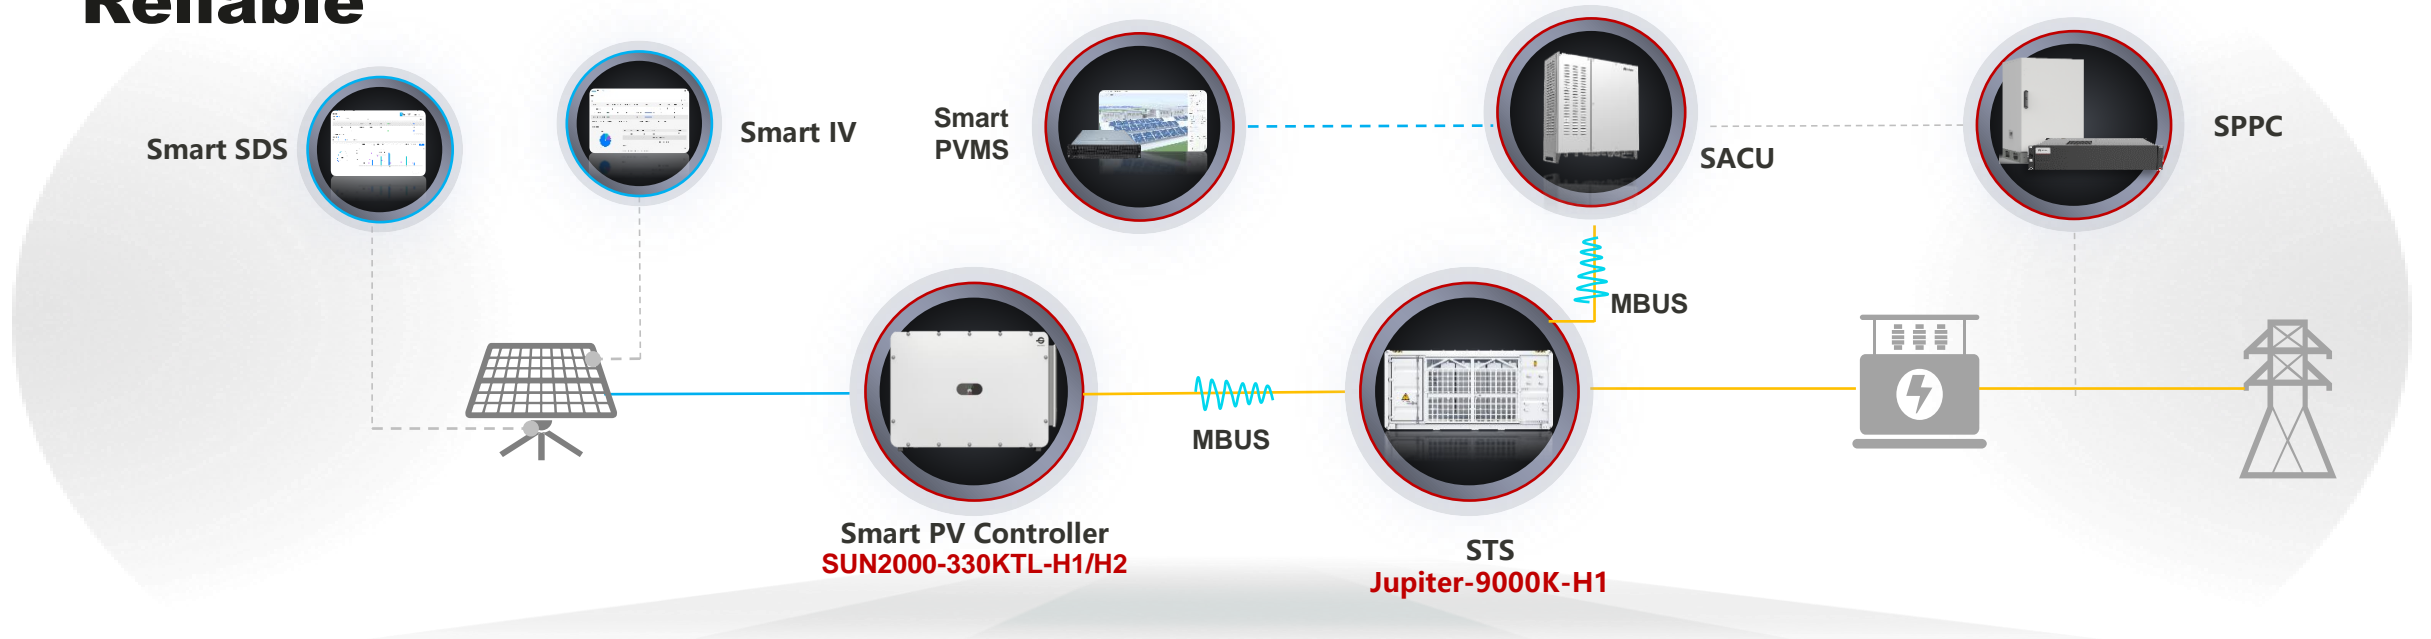 Reliable
Smart SDS
Smart IV
Smart
PVMS
SACU
SPPC
MBUS
MBUS
Smart PV Controller
SUN2000-330KTL-H1/H2
STS
Jupiter-9000K-H1